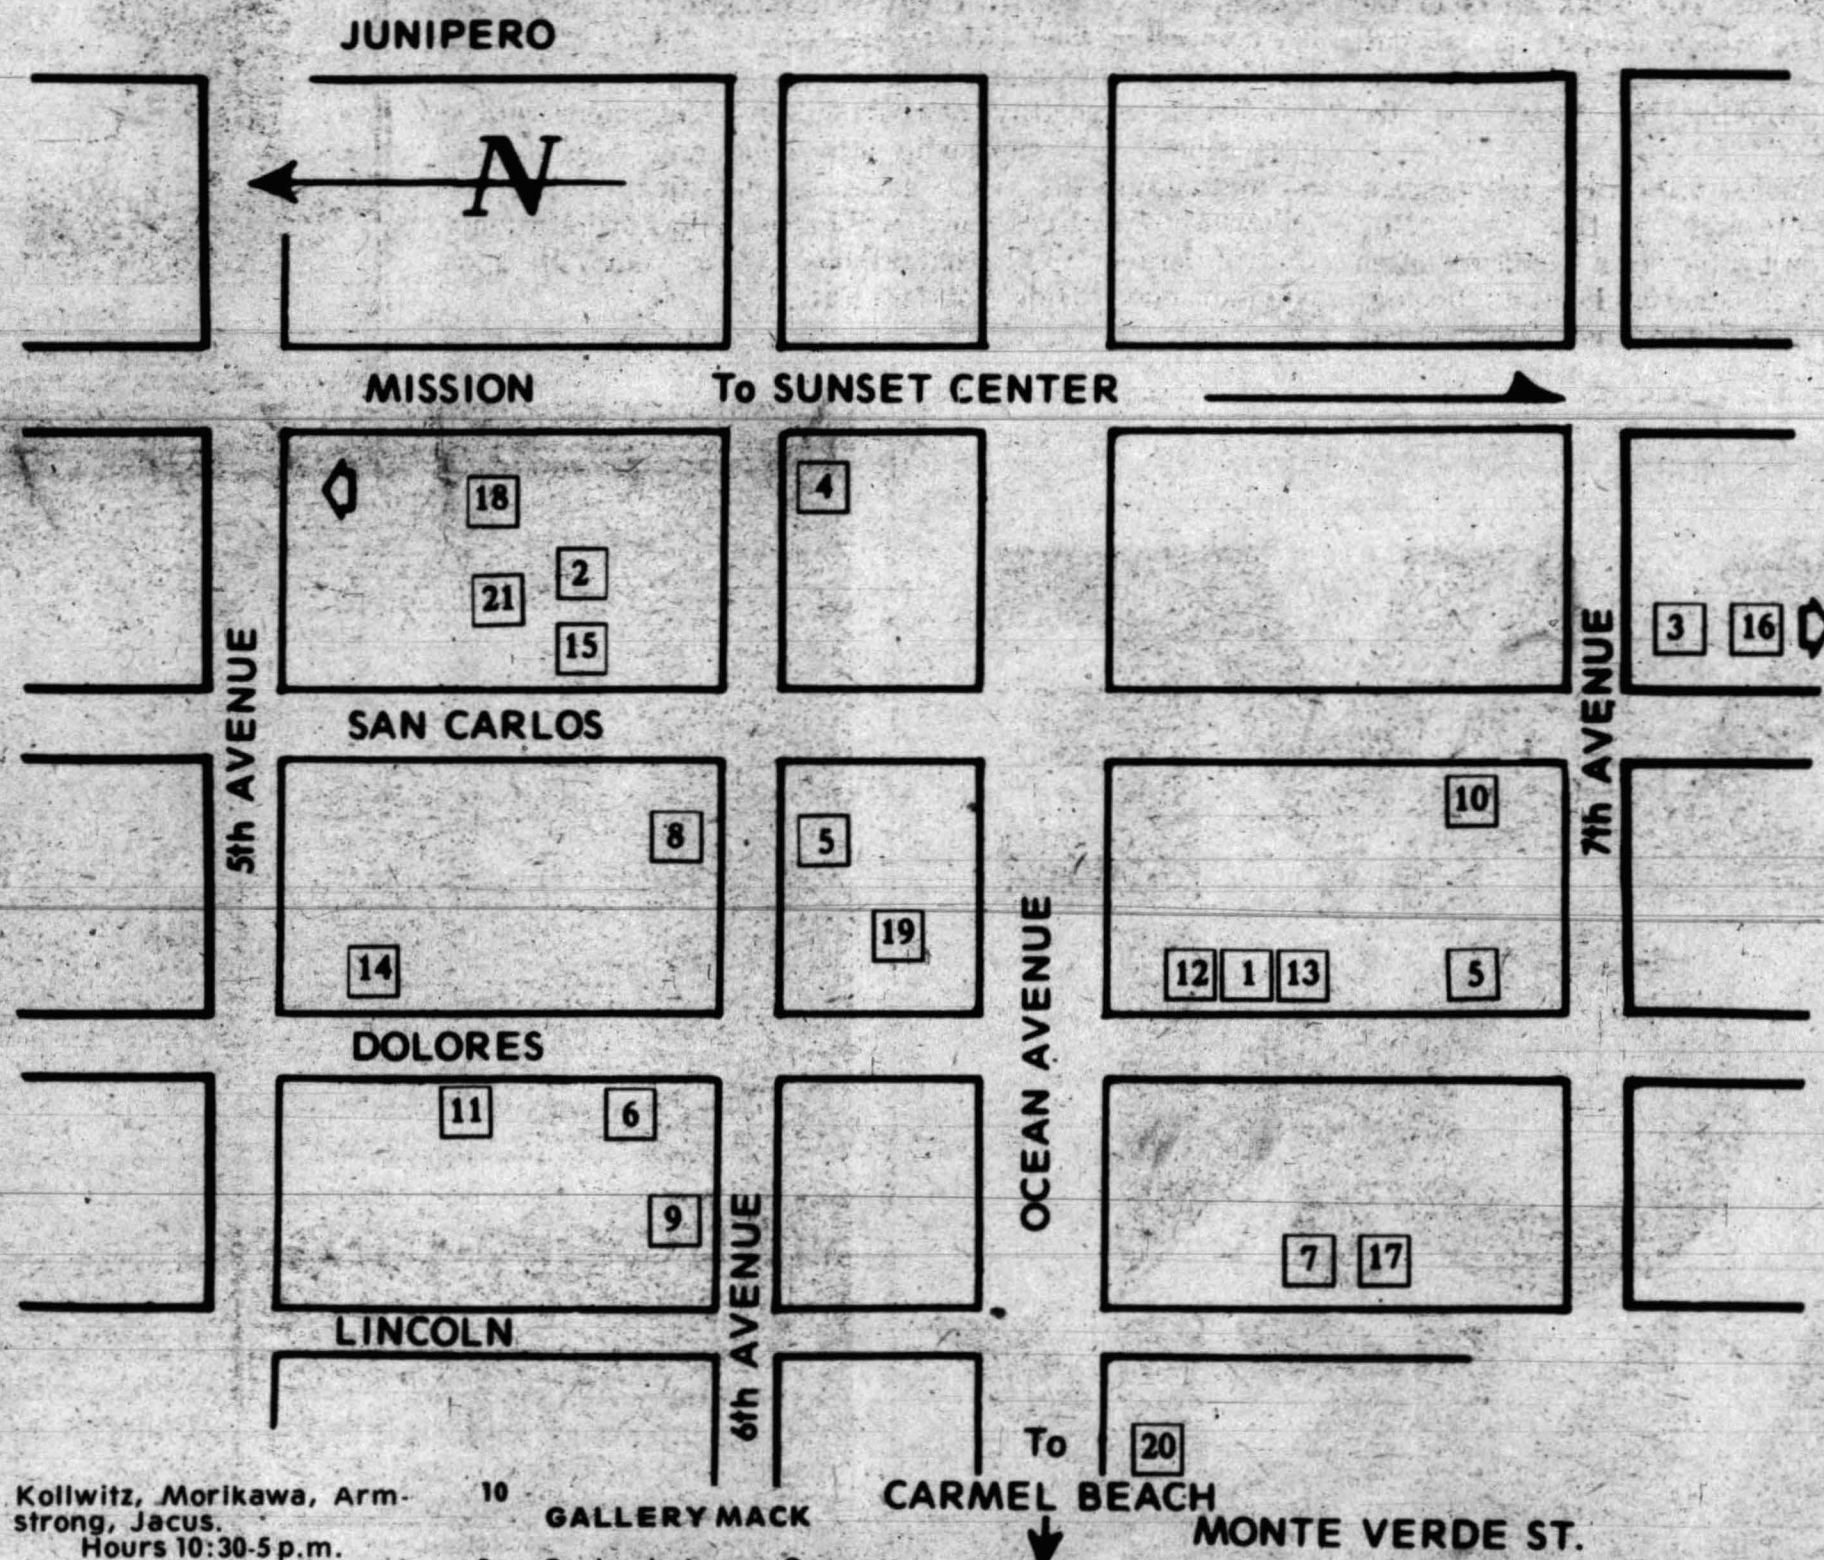 JUNIPERO
N
MISSION To SUNSET CENTER
18
4
2
21
3 16
15
5th AVENUE
7th AVENUE
SAN CARLOS
10
8
5
19
14
12 1 13 5
OCEAN AVENUE
DOLORES
11 6
9
6th AVENUE
7 17
LINCOLN
To
20
CARMEL BEACH
MONTE VERDE ST.
Kollwitz, Morikawa, Arm-
strong, Jacus.
Hours 10:30-5 p.m.
10
GALLERY MACK